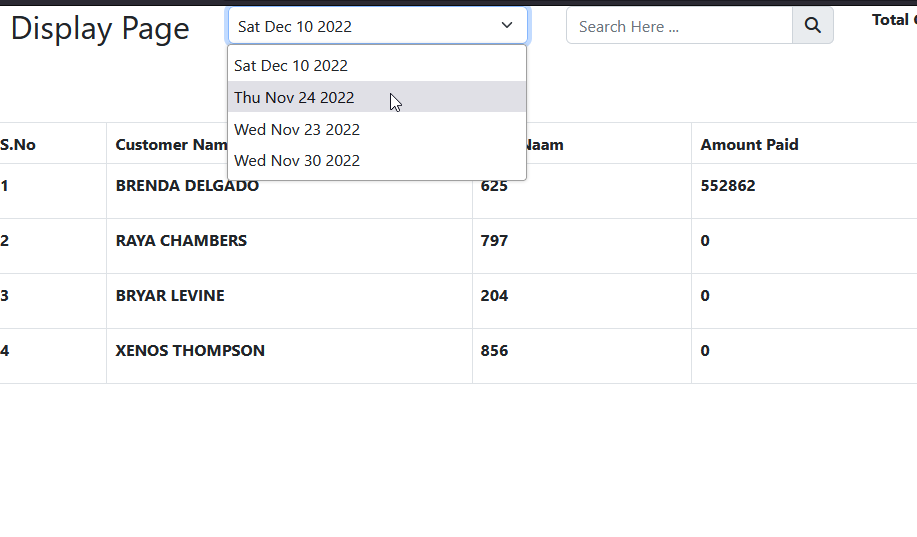 Display Page
Sat Dec 10 2022
Search Here ...
Total
Sat Dec 10 2022
Thu Nov 24 2022
Wed Nov 23 2022
Wed Nov 30 2022
S.No Customer Nam Naam Amount Paid
1 BRENDA DELGADO 625 552862
2 RAYA CHAMBERS 797 0
3 BRYAR LEVINE 204 0
4 XENOS THOMPSON 856 0